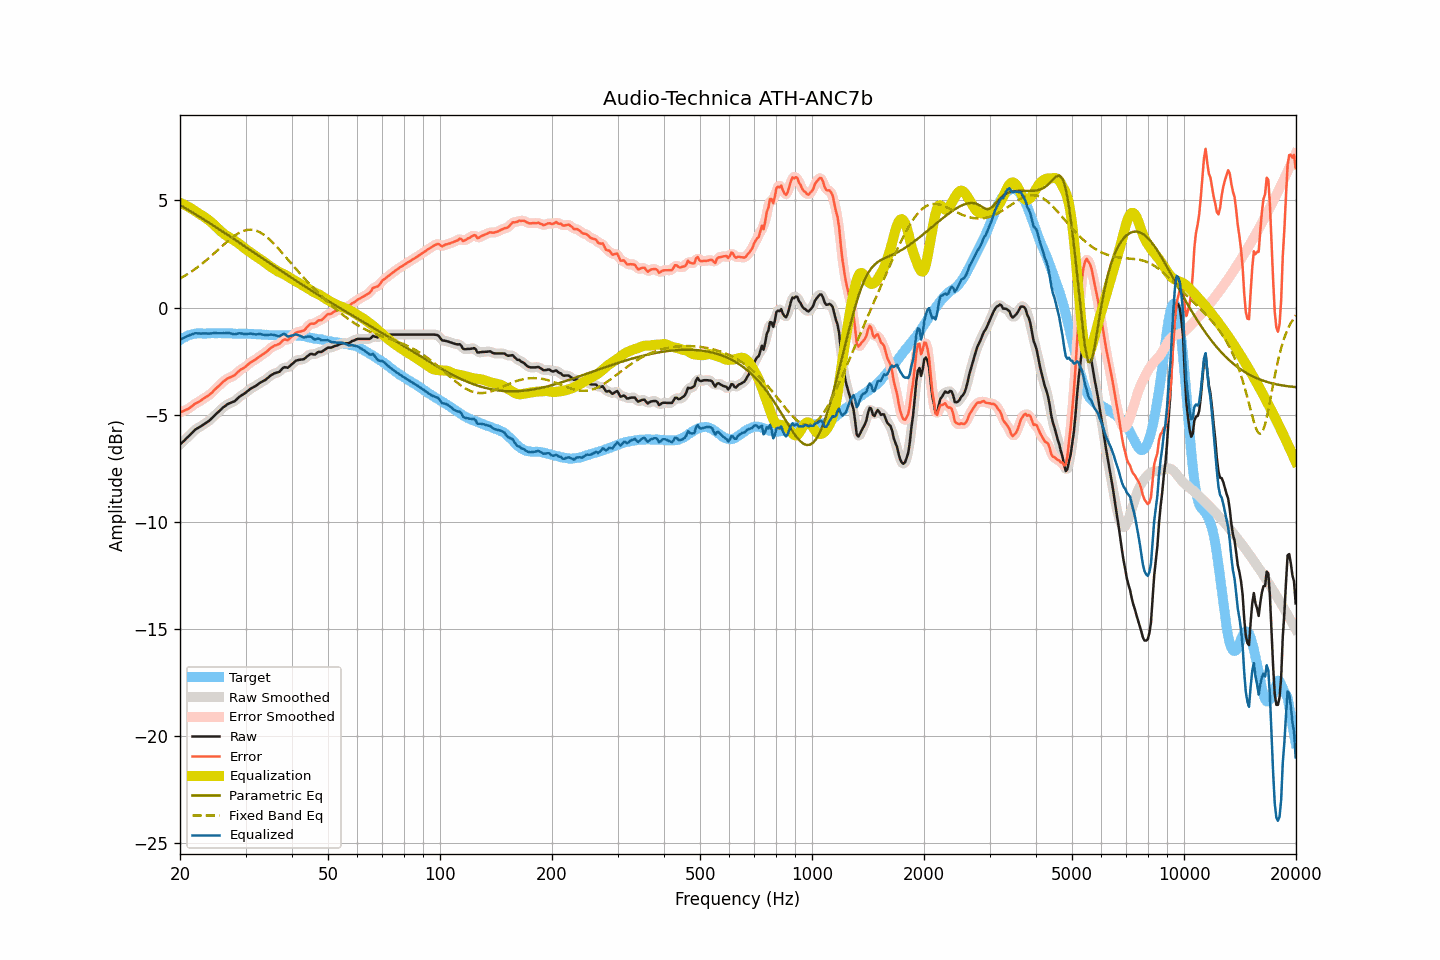 Audio-Technica ATH-ANC7b
Amplitude (dBr)
5
0
−5
−10
−15
−20
−25
Target
Raw Smoothed
Error Smoothed
Raw
Error
Equalization
Parametric Eq
Fixed Band Eq
Equalized
20 50 100 200 500 1000 2000 5000 10000 20000
Frequency (Hz)